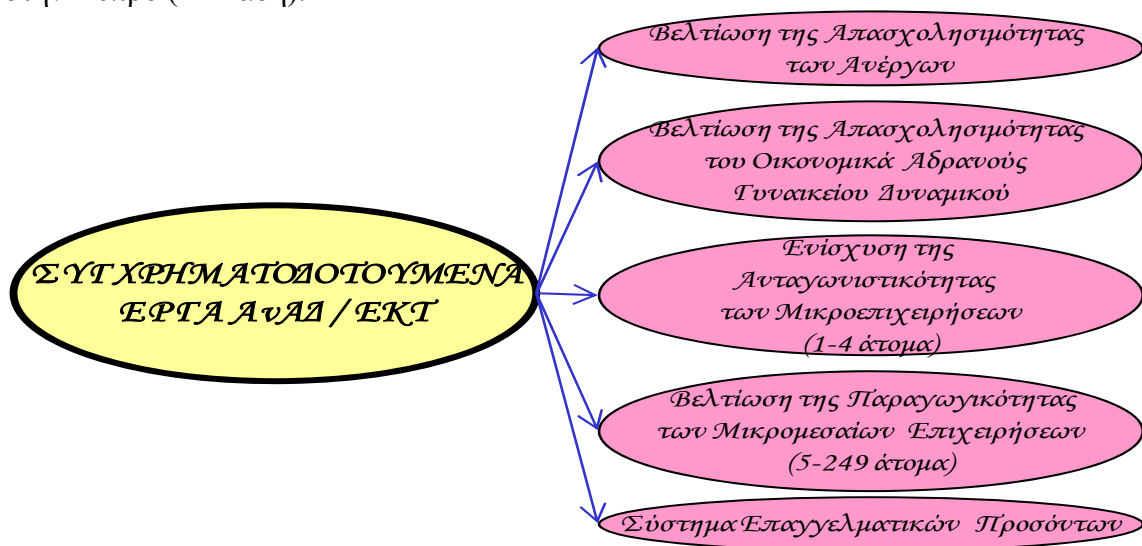 Βελτίωση της Απασχολησιμότητας
των Ανέργων
Βελτίωση της Απασχολησιμότητας
του Οικονομικά Αδρανούς
Γυναικείου Δυναμικού
ΣΥΓΧΡΗΜΑΤΟΔΟΤΟΥΜΕΝΑ
ΕΡΓΑ ΑνΑΔ / ΕΚΤ
Ενίσχυση της
Ανταγωνιστικότητας
των Μικροεπιχειρήσεων
(1-4 άτομα)
Βελτίωση της Παραγωγικότητας
των Μικρομεσαίων Επιχειρήσεων
(5-249 άτομα)
Σύστημα Επαγγελματικών Προσόντων